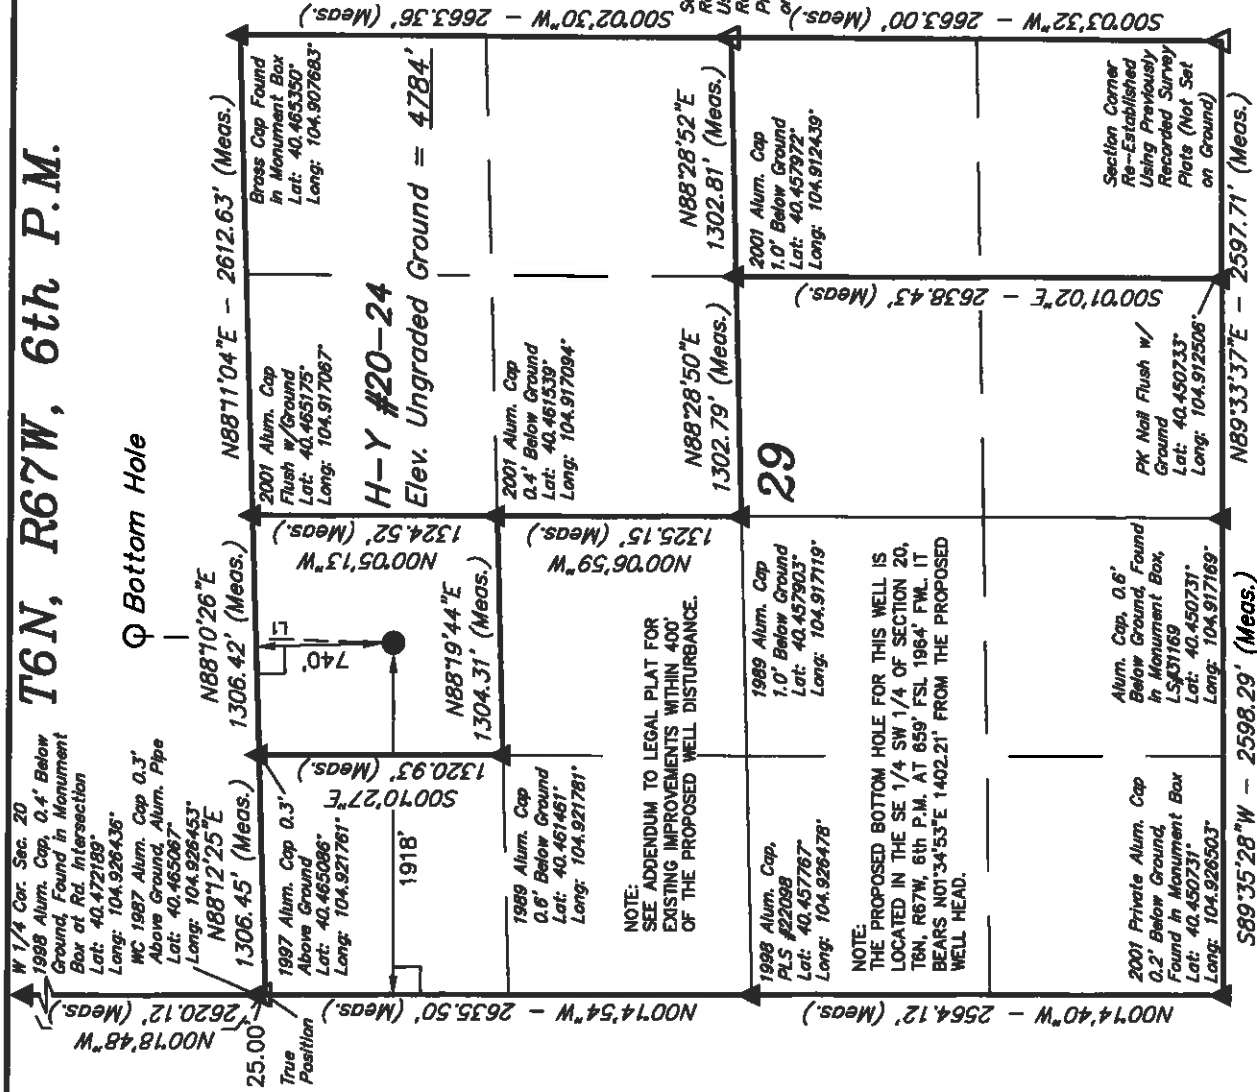 T6N, R67W, 6th P.M.
W 1/4 Cor. Sec. 20
1998 Alum. Cap, 0.4' Below
Ground, Found in Monument
Box at Rd. Intersection
Lat: 40.472189°
Long: 104.926436°
WC 1987 Alum. Cap 0.3'
Above Ground, Alum. Pipe
Lat: 40.465067°
Long: 104.926453°
N88°12'25"E
1306.45' (Meas.)
N00°18'48"W
2620.12' (Meas.)
25.00'
True
Position
Bottom Hole
N88°10'26"E
1306.42' (Meas.)
N88°11'04"E - 2612.63' (Meas.)
S00°02'30"W - 2663.36' (Meas.)
Brass Cap Found
in Monument Box
Lat: 40.465350°
Long: 104.907683°
2001 Alum. Cap
Flush w/Ground
Lat: 40.465175°
Long: 104.917067°
H-Y #20-24
Elev. Ungraded Ground = 4784'
L1
740'
1918'
1997 Alum. Cap 0.3'
Above Ground
Lat: 40.465086°
Long: 104.921761°
S00°10'27"E
1320.93' (Meas.)
N00°05'13"W
1324.52' (Meas.)
N88°19'44"E
1304.31' (Meas.)
2001 Alum. Cap
0.4' Below Ground
Lat: 40.461539°
Long: 104.917094°
1989 Alum. Cap
0.6' Below Ground
Lat: 40.461461°
Long: 104.921781°
N00°06'59"W
1325.15' (Meas.)
N00°14'54"W - 2635.50' (Meas.)
NOTE:
SEE ADDENDUM TO LEGAL PLAT FOR
EXISTING IMPROVEMENTS WITHIN 400'
OF THE PROPOSED WELL DISTURBANCE.
N88°28'50"E
1302.79' (Meas.)
N88°28'52"E
1302.81' (Meas.)
29
1998 Alum. Cap,
PLS #22098
Lat: 40.457767°
Long: 104.926478°
1989 Alum. Cap
1.0' Below Ground
Lat: 40.457903°
Long: 104.917119°
2001 Alum. Cap
1.0' Below Ground
Lat: 40.457972°
Long: 104.912439°
S00°03'32"W - 2663.00' (Meas.)
S00°01'02"E - 2638.43' (Meas.)
NOTE:
THE PROPOSED BOTTOM HOLE FOR THIS WELL IS
LOCATED IN THE SE 1/4 SW 1/4 OF SECTION 20,
T6N, R67W, 6th P.M. AT 659' FSL 1964' FWL. IT
BEARS N01°34'53"E 1402.21' FROM THE PROPOSED
WELL HEAD.
N00°14'40"W - 2564.12' (Meas.)
2001 Private Alum. Cap
0.2' Below Ground,
Found in Monument Box
Lat: 40.450731°
Long: 104.926503°
Alum. Cap, 0.6'
Below Ground, Found
in Monument Box,
LS#31169
Lat: 40.450731°
Long: 104.917169°
PK Nail Flush w/
Ground
Lat: 40.450733°
Long: 104.912506°
Section Corner
Re-Established
Using Previously
Recorded Survey
Plats (Not Set
on Ground)
S89°35'28"W - 2598.29' (Meas.)
N89°33'37"E - 2597.71' (Meas.)